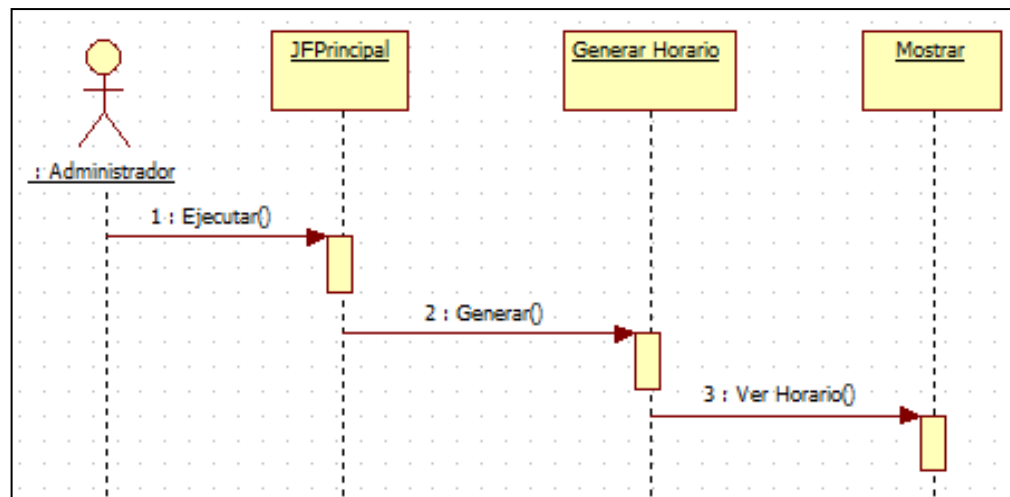 JFPrincipal
Generar Horario
Mostrar
: Administrador
1 : Ejecutar()
2 : Generar()
3 : Ver Horario()